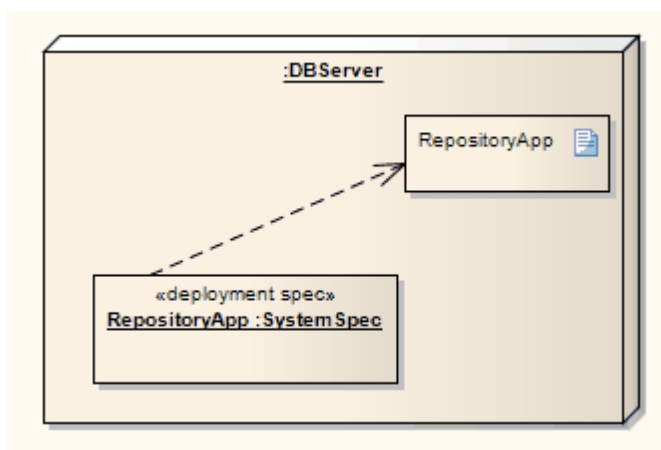 :DBServer
RepositoryApp
«deployment spec»
RepositoryApp :SystemSpec